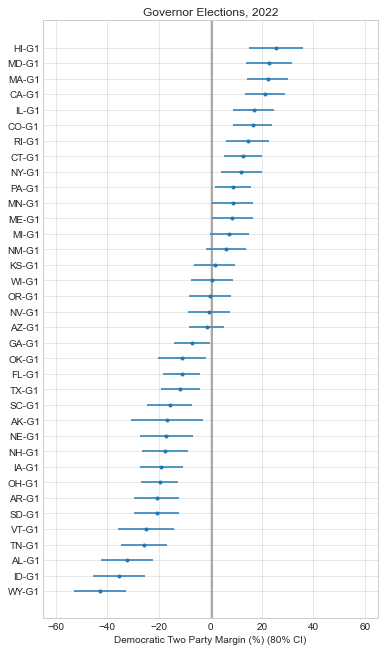 Governor Elections, 2022
HI-G1
MD-G1
MA-G1
CA-G1
IL-G1
CO-G1
RI-G1
CT-G1
NY-G1
PA-G1
MN-G1
ME-G1
MI-G1
NM-G1
KS-G1
WI-G1
OR-G1
NV-G1
AZ-G1
GA-G1
OK-G1
FL-G1
TX-G1
SC-G1
AK-G1
NE-G1
NH-G1
IA-G1
OH-G1
AR-G1
SD-G1
VT-G1
TN-G1
AL-G1
ID-G1
WY-G1
−60 −40 −20 0 20 40 60
Democratic Two Party Margin (%) (80% CI)